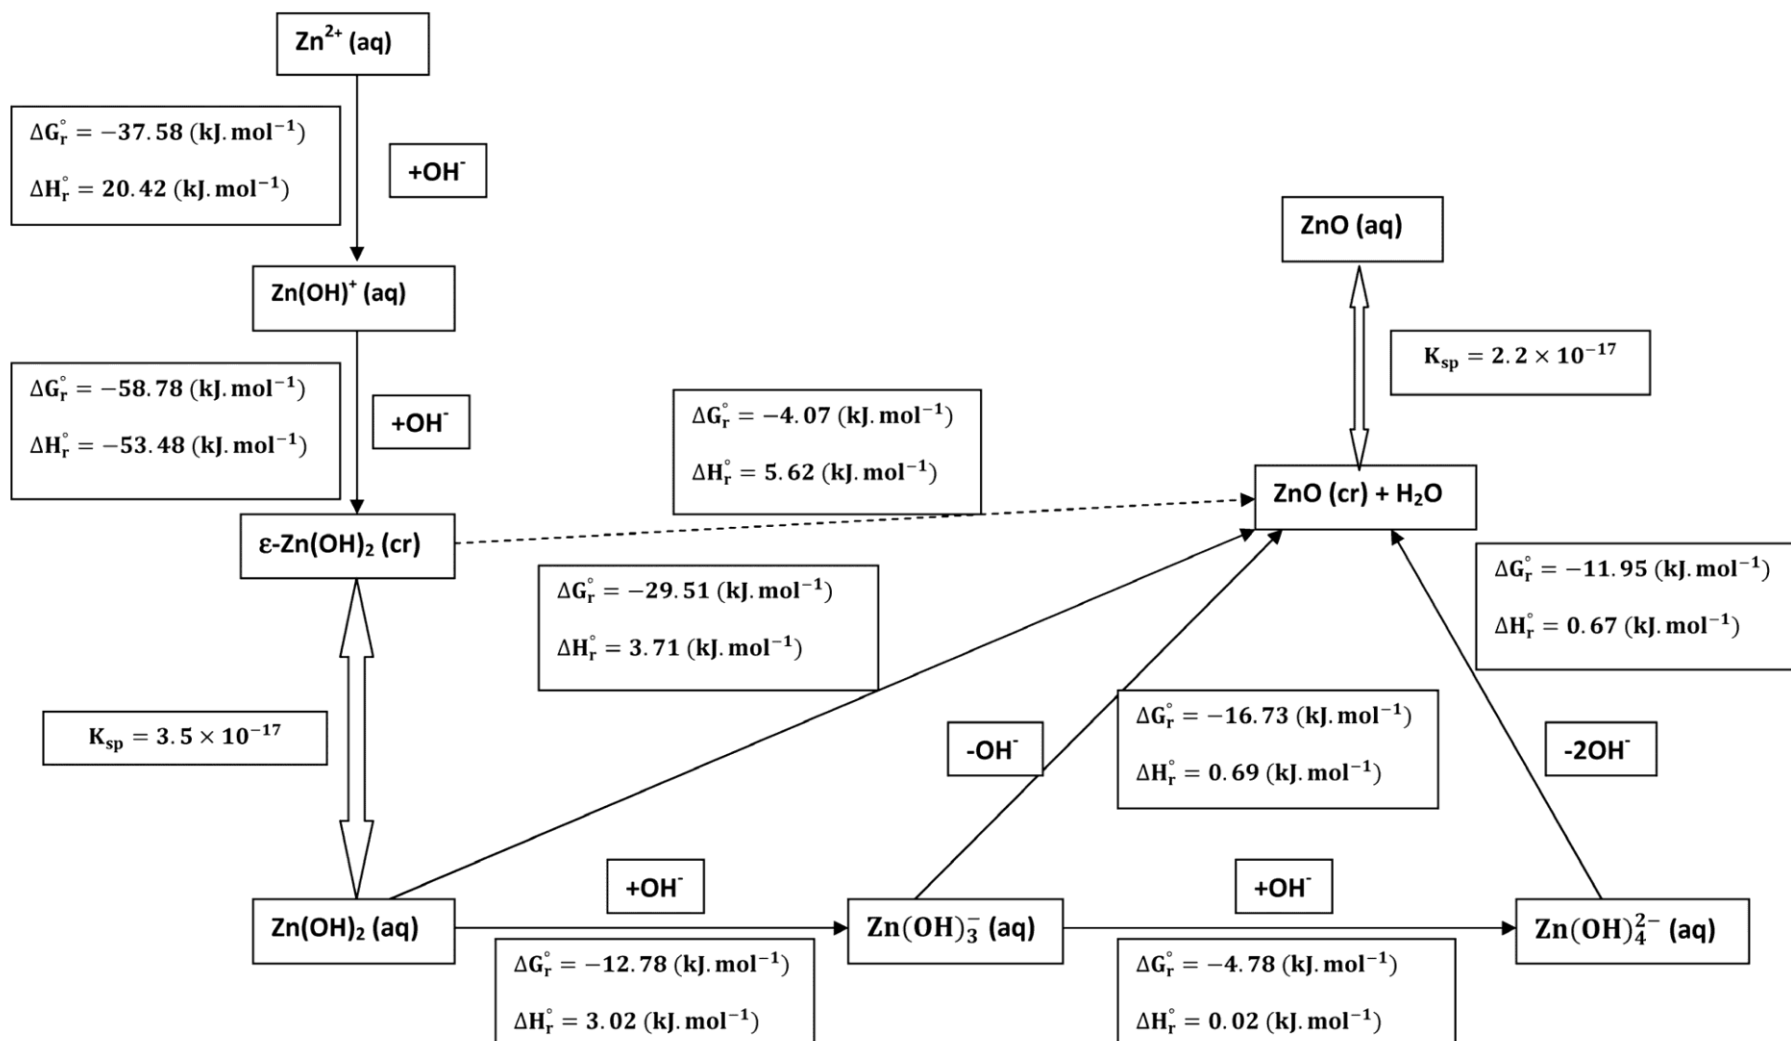 Zn²⁺ (aq)
ΔG°ᵣ = −37.58 (kJ.mol⁻¹)
ΔH°ᵣ = 20.42 (kJ.mol⁻¹)
+OH⁻
Zn(OH)⁺ (aq)
ΔG°ᵣ = −58.78 (kJ.mol⁻¹)
ΔH°ᵣ = −53.48 (kJ.mol⁻¹)
+OH⁻
ε-Zn(OH)₂ (cr)
Kₛₚ = 3.5 × 10⁻¹⁷
Zn(OH)₂ (aq)
ΔG°ᵣ = −4.07 (kJ.mol⁻¹)
ΔH°ᵣ = 5.62 (kJ.mol⁻¹)
ΔG°ᵣ = −29.51 (kJ.mol⁻¹)
ΔH°ᵣ = 3.71 (kJ.mol⁻¹)
ZnO (aq)
Kₛₚ = 2.2 × 10⁻¹⁷
ZnO (cr) + H₂O
ΔG°ᵣ = −11.95 (kJ.mol⁻¹)
ΔH°ᵣ = 0.67 (kJ.mol⁻¹)
-OH⁻
ΔG°ᵣ = −16.73 (kJ.mol⁻¹)
ΔH°ᵣ = 0.69 (kJ.mol⁻¹)
-2OH⁻
+OH⁻
ΔG°ᵣ = −12.78 (kJ.mol⁻¹)
ΔH°ᵣ = 3.02 (kJ.mol⁻¹)
Zn(OH)₃⁻ (aq)
+OH⁻
ΔG°ᵣ = −4.78 (kJ.mol⁻¹)
ΔH°ᵣ = 0.02 (kJ.mol⁻¹)
Zn(OH)₄²⁻ (aq)